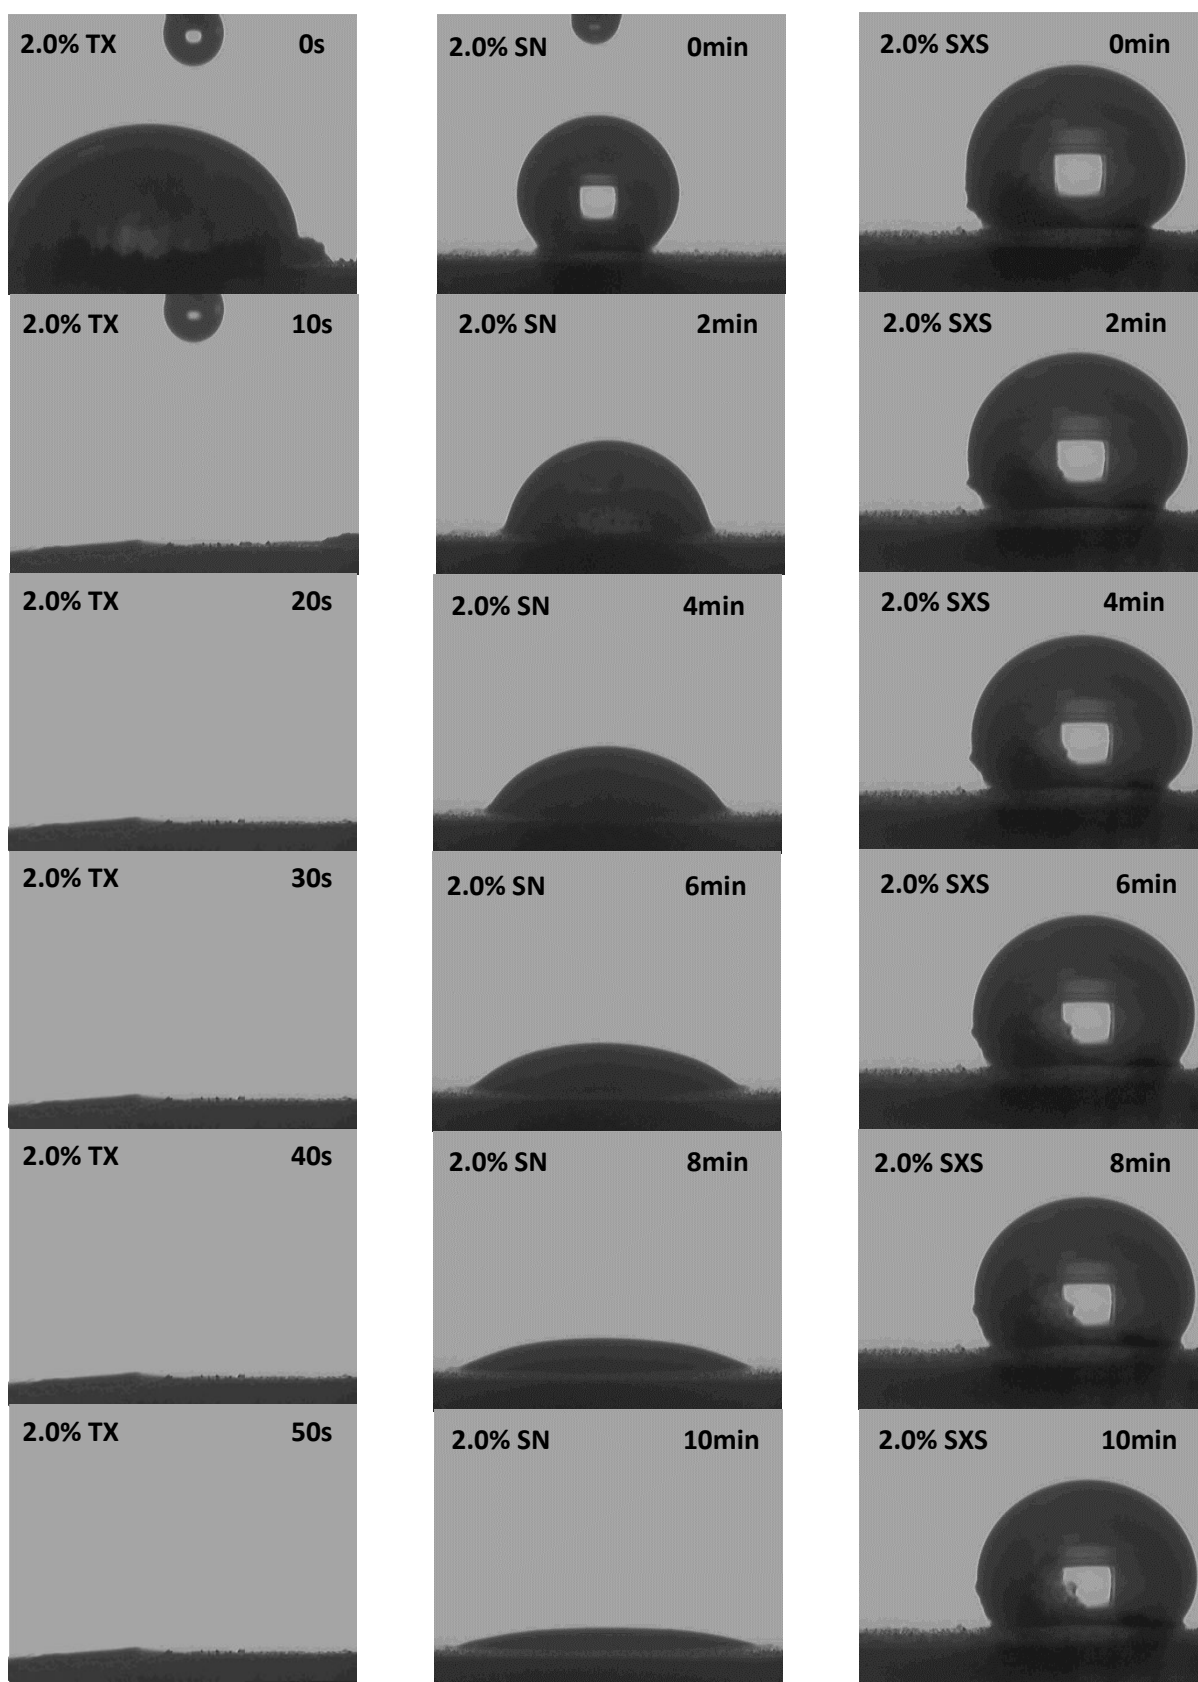 2.0% TX 0s
2.0% SN 0min
2.0% SXS 0min
2.0% TX 10s
2.0% SN 2min
2.0% SXS 2min
2.0% TX 20s
2.0% SN 4min
2.0% SXS 4min
2.0% TX 30s
2.0% SN 6min
2.0% SXS 6min
2.0% TX 40s
2.0% SN 8min
2.0% SXS 8min
2.0% TX 50s
2.0% SN 10min
2.0% SXS 10min